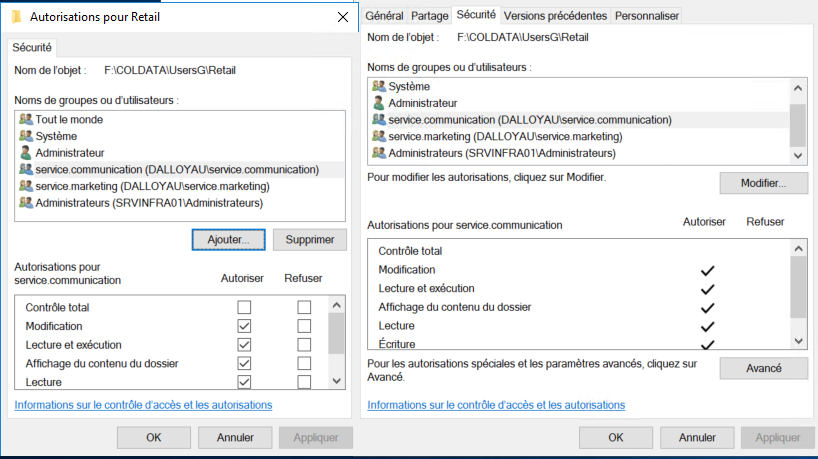 Autorisations pour Retail
Sécurité
Nom de l'objet : F:\COLDATA\UsersG\Retail
Noms de groupes ou d'utilisateurs :
Tout le monde
Système
Administrateur
service.communication (DALLOYAU\service.communication)
service.marketing (DALLOYAU\service.marketing)
Administrateurs (SRVINFRA01\Administrateurs)
Ajouter... Supprimer
Autorisations pour
service.communication Autoriser Refuser
Contrôle total
Modification
Lecture et exécution
Affichage du contenu du dossier
Lecture
Informations sur le contrôle d'accès et les autorisations
OK Annuler Appliquer
Général Partage Sécurité Versions précédentes Personnaliser
Nom de l'objet : F:\COLDATA\UsersG\Retail
Noms de groupes ou d'utilisateurs :
Système
Administrateur
service.communication (DALLOYAU\service.communication)
service.marketing (DALLOYAU\service.marketing)
Administrateurs (SRVINFRA01\Administrateurs)
Pour modifier les autorisations, cliquez sur Modifier. Modifier...
Autorisations pour service.communication Autoriser Refuser
Contrôle total
Modification
Lecture et exécution
Affichage du contenu du dossier
Lecture
Écriture
Pour les autorisations spéciales et les paramètres avancés, cliquez sur
Avancé. Avancé
Informations sur le contrôle d'accès et les autorisations
OK Annuler Appliquer